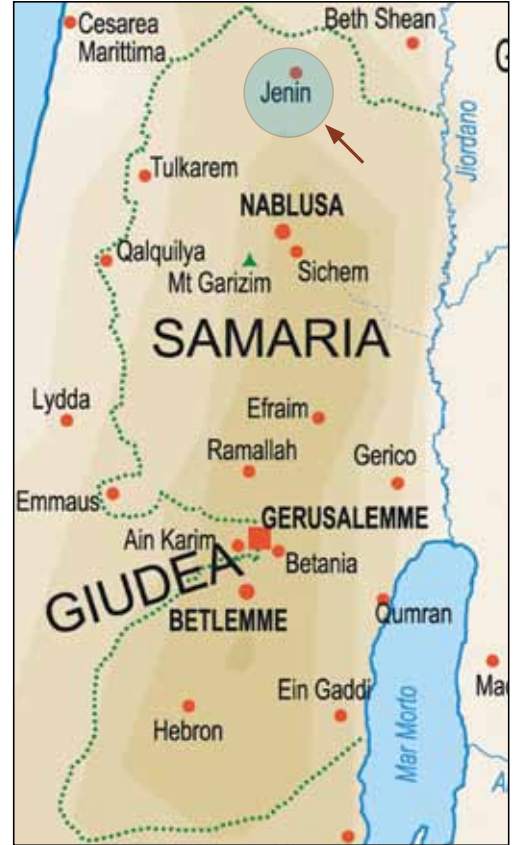 Cesarea
Marittima
Beth Shean
G
Jenin
Jiordano
Tulkarem
NABLUSA
Qalquilya
Sichem
Mt Garizim
SAMARIA
Lydda
Efraim
Ramallah
Gerico
Emmaus
GERUSALEMME
Ain Karim
Betania
GIUDEA
BETLEMME
Qumran
Ein Gaddi
Ma
Mar Morto
Hebron
A